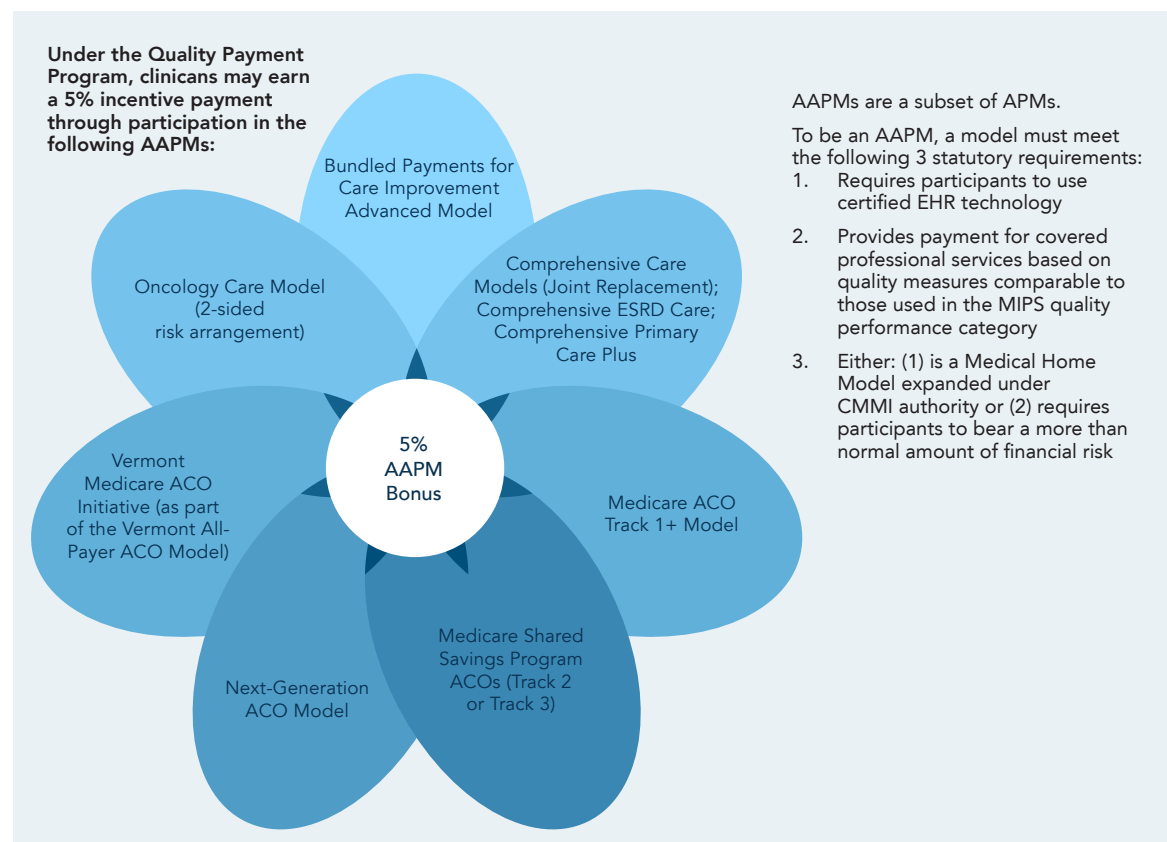 Under the Quality Payment
Program, clinicians may earn
a 5% incentive payment
through participation in the
following AAPMs:
Bundled Payments for
Care Improvement
Advanced Model
Comprehensive Care
Models (Joint Replacement);
Comprehensive ESRD Care;
Comprehensive Primary
Care Plus
Medicare ACO
Track 1+ Model
Medicare Shared
Savings Program
ACOs (Track 2
or Track 3)
Next-Generation
ACO Model
Vermont
Medicare ACO
Initiative (as part
of the Vermont All-
Payer ACO Model)
Oncology Care Model
(2-sided
risk arrangement)
5%
AAPM
Bonus
AAPMs are a subset of APMs.
To be an AAPM, a model must meet
the following 3 statutory requirements:
1. Requires participants to use
certified EHR technology
2. Provides payment for covered
professional services based on
quality measures comparable to
those used in the MIPS quality
performance category
3. Either: (1) is a Medical Home
Model expanded under
CMMI authority or (2) requires
participants to bear a more than
normal amount of financial risk